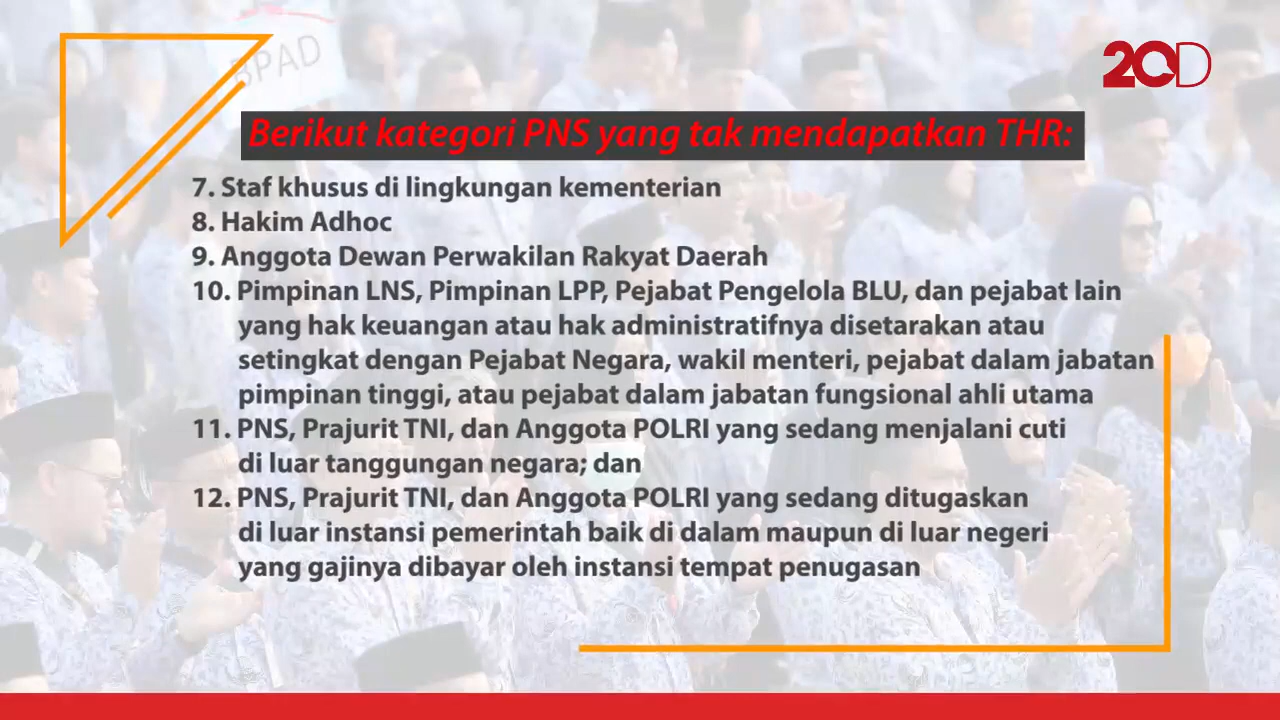 BPAD
20D
Berikut kategori PNS yang tak mendapatkan THR:
7. Staf khusus di lingkungan kementerian
8. Hakim Adhoc
9. Anggota Dewan Perwakilan Rakyat Daerah
10. Pimpinan LNS, Pimpinan LPP, Pejabat Pengelola BLU, dan pejabat lain
yang hak keuangan atau hak administratifnya disetarakan atau
setingkat dengan Pejabat Negara, wakil menteri, pejabat dalam jabatan
pimpinan tinggi, atau pejabat dalam jabatan fungsional ahli utama
11. PNS, Prajurit TNI, dan Anggota POLRI yang sedang menjalani cuti
di luar tanggungan negara; dan
12. PNS, Prajurit TNI, dan Anggota POLRI yang sedang ditugaskan
di luar instansi pemerintah baik di dalam maupun di luar negeri
yang gajinya dibayar oleh instansi tempat penugasan